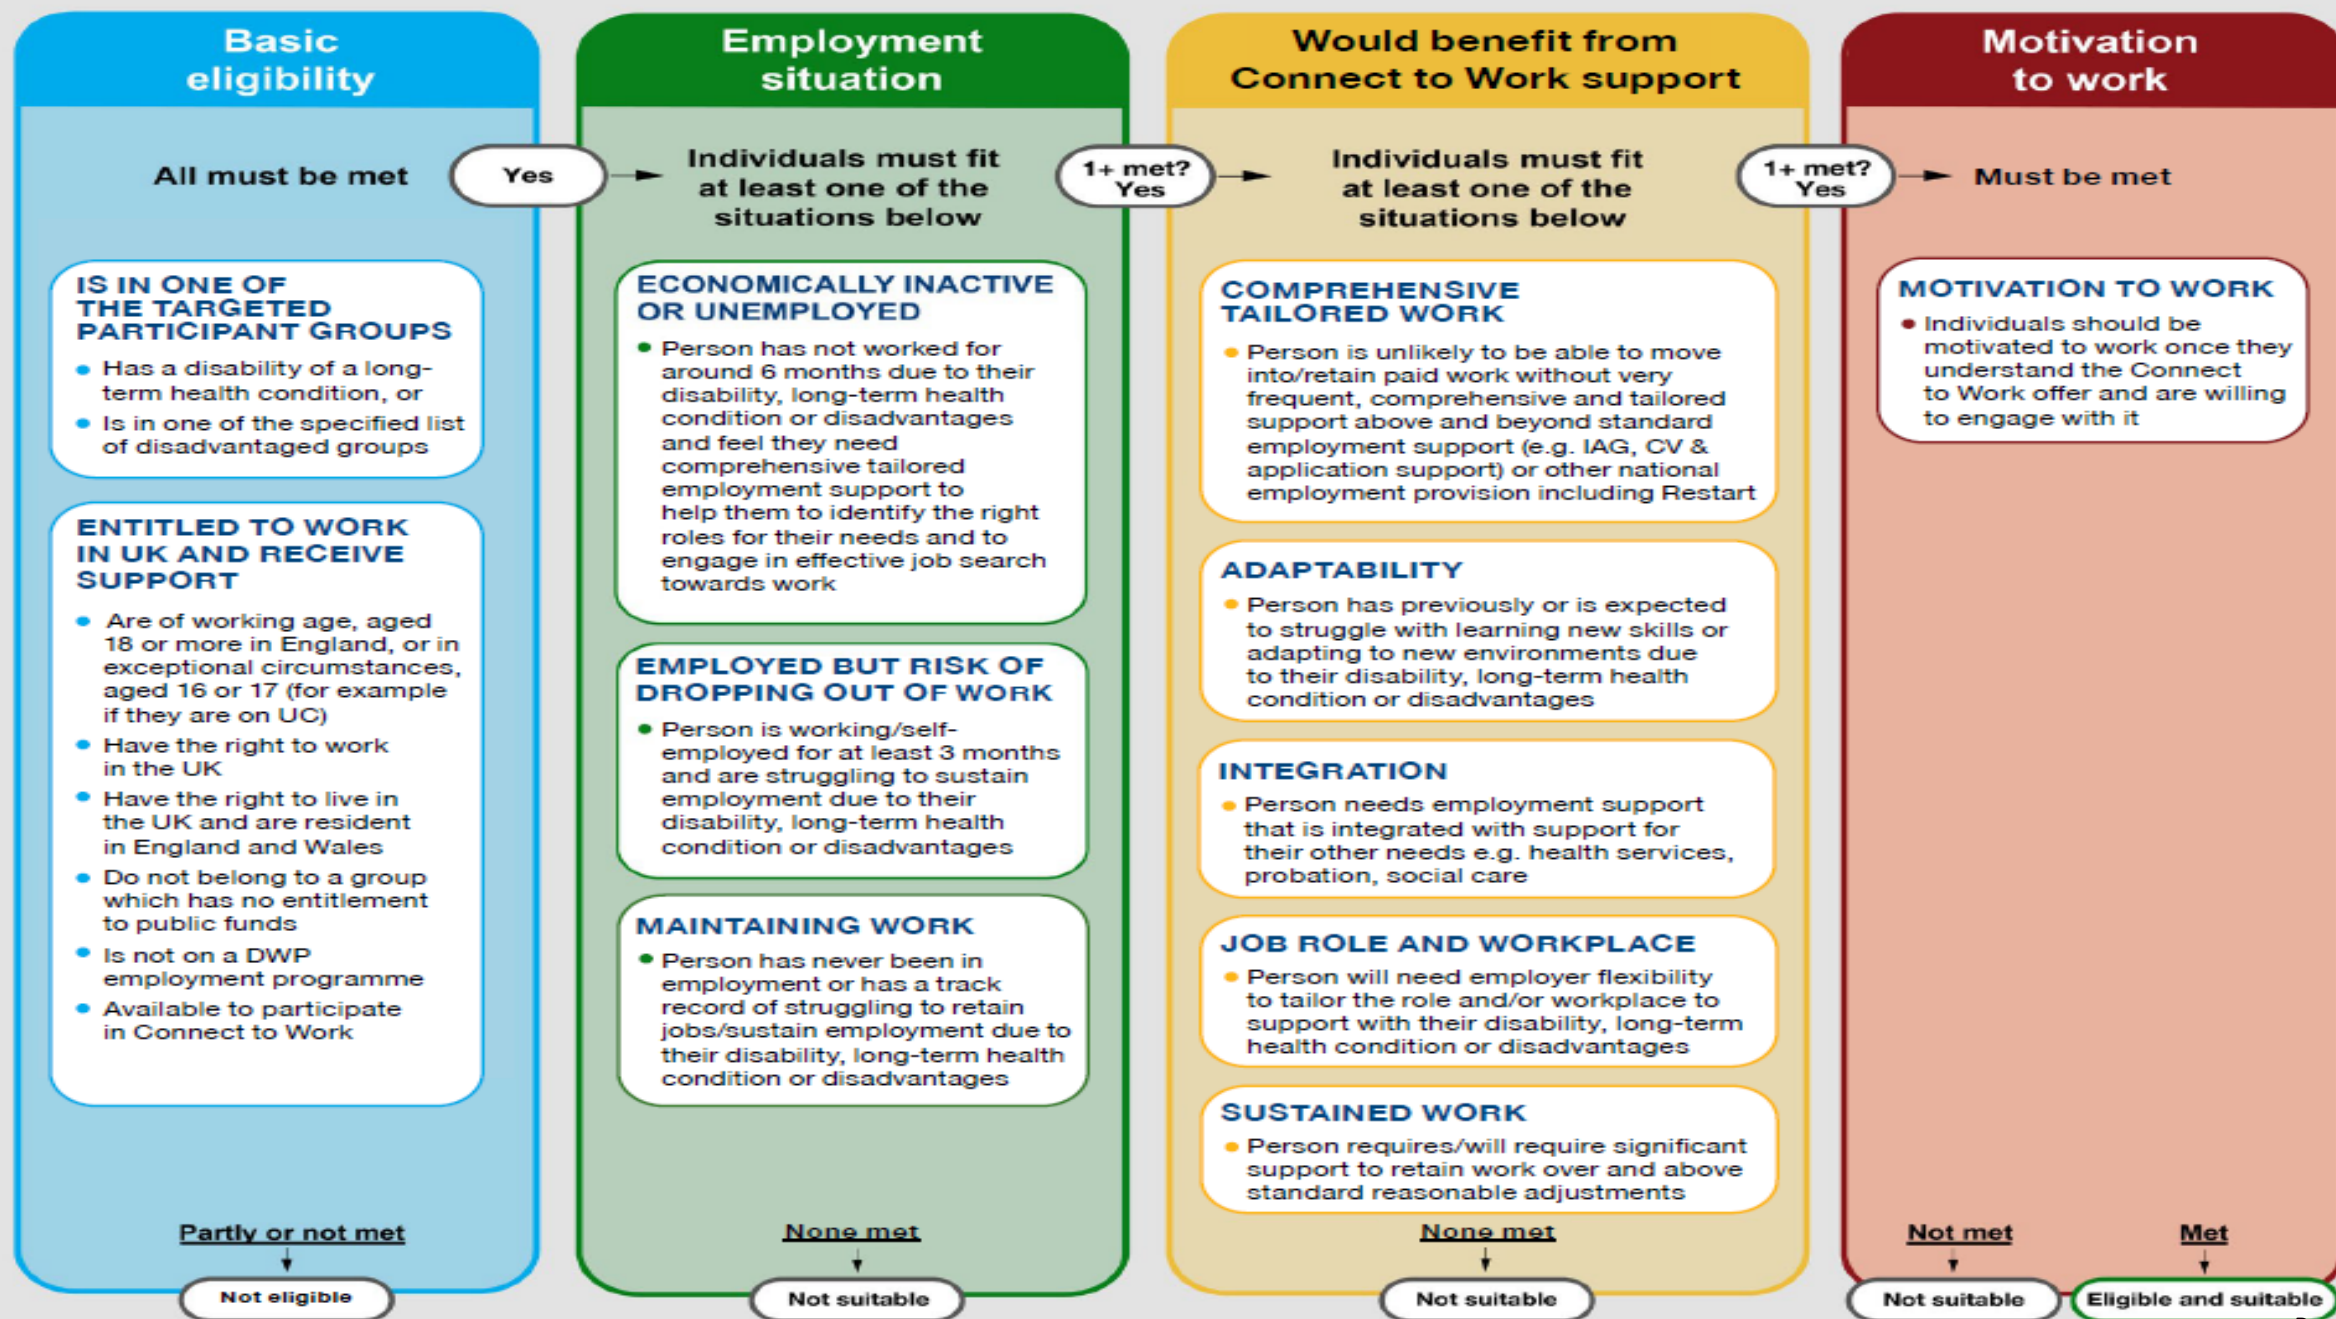 Basic
eligibility
All must be met
Yes
IS IN ONE OF
THE TARGETED
PARTICIPANT GROUPS
• Has a disability of a long-
term health condition, or
• Is in one of the specified list
of disadvantaged groups
ENTITLED TO WORK
IN UK AND RECEIVE
SUPPORT
• Are of working age, aged
18 or more in England, or in
exceptional circumstances,
aged 16 or 17 (for example
if they are on UC)
• Have the right to work
in the UK
• Have the right to live in
the UK and are resident
in England and Wales
• Do not belong to a group
which has no entitlement
to public funds
• Is not on a DWP
employment programme
• Available to participate
in Connect to Work
Partly or not met
Not eligible
Employment
situation
Individuals must fit
at least one of the
situations below
1+ met?
Yes
ECONOMICALLY INACTIVE
OR UNEMPLOYED
• Person has not worked for
around 6 months due to their
disability, long-term health
condition or disadvantages
and feel they need
comprehensive tailored
employment support to
help them to identify the right
roles for their needs and to
engage in effective job search
towards work
EMPLOYED BUT RISK OF
DROPPING OUT OF WORK
• Person is working/self-
employed for at least 3 months
and are struggling to sustain
employment due to their
disability, long-term health
condition or disadvantages
MAINTAINING WORK
• Person has never been in
employment or has a track
record of struggling to retain
jobs/sustain employment due to
their disability, long-term health
condition or disadvantages
None met
Not suitable
Would benefit from
Connect to Work support
Individuals must fit
at least one of the
situations below
1+ met?
Yes
COMPREHENSIVE
TAILORED WORK
• Person is unlikely to be able to move
into/retain paid work without very
frequent, comprehensive and tailored
support above and beyond standard
employment support (e.g. IAG, CV &
application support) or other national
employment provision including Restart
ADAPTABILITY
• Person has previously or is expected
to struggle with learning new skills or
adapting to new environments due
to their disability, long-term health
condition or disadvantages
INTEGRATION
• Person needs employment support
that is integrated with support for
their other needs e.g. health services,
probation, social care
JOB ROLE AND WORKPLACE
• Person will need employer flexibility
to tailor the role and/or workplace to
support with their disability, long-term
health condition or disadvantages
SUSTAINED WORK
• Person requires/will require significant
support to retain work over and above
standard reasonable adjustments
None met
Not suitable
Motivation
to work
Must be met
MOTIVATION TO WORK
• Individuals should be
motivated to work once they
understand the Connect
to Work offer and are willing
to engage with it
Not met
Not suitable
Met
Eligible and suitable